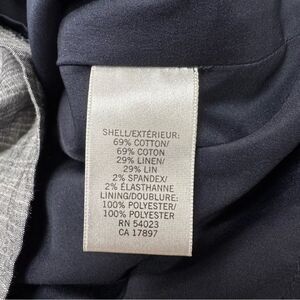 SHELL/EXTÉRIEUR:
69% COTTON/
69% COTON
29% LINEN/
29% LIN
2% SPANDEX/
2% ÉLASTHANNE
LINING/DOUBLURE:
100% POLYESTER/
100% POLYESTER
RN 54023
CA 17897